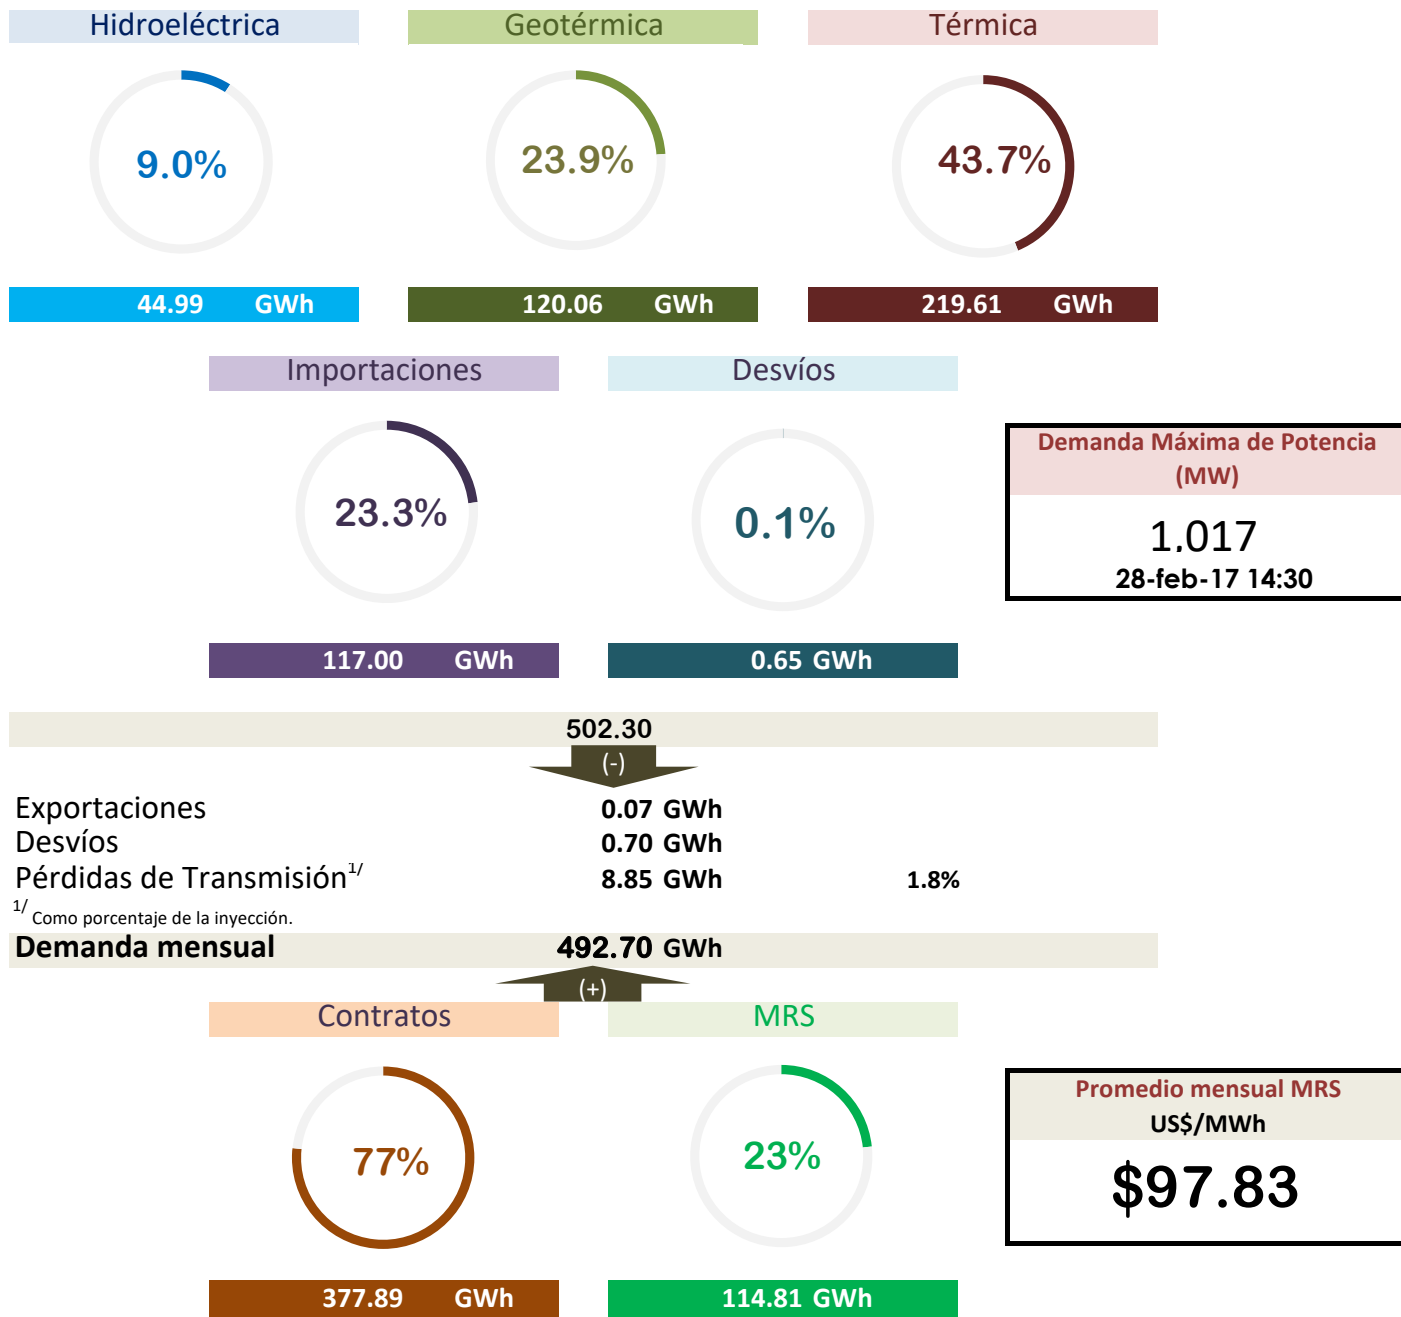 Hidroeléctrica Geotérmica Térmica
9.0% 23.9% 43.7%
44.99 GWh 120.06 GWh 219.61 GWh
Importaciones Desvíos
23.3% 0.1%
Demanda Máxima de Potencia
(MW)
1,017
28-feb-17 14:30
117.00 GWh 0.65 GWh
502.30
(-)
Exportaciones 0.07 GWh
Desvíos 0.70 GWh
Pérdidas de Transmisión 1/ 8.85 GWh 1.8%
1/ Como porcentaje de la inyección.
Demanda mensual 492.70 GWh
(+)
Contratos MRS
77% 23%
Promedio mensual MRS
US$/MWh
$97.83
377.89 GWh 114.81 GWh